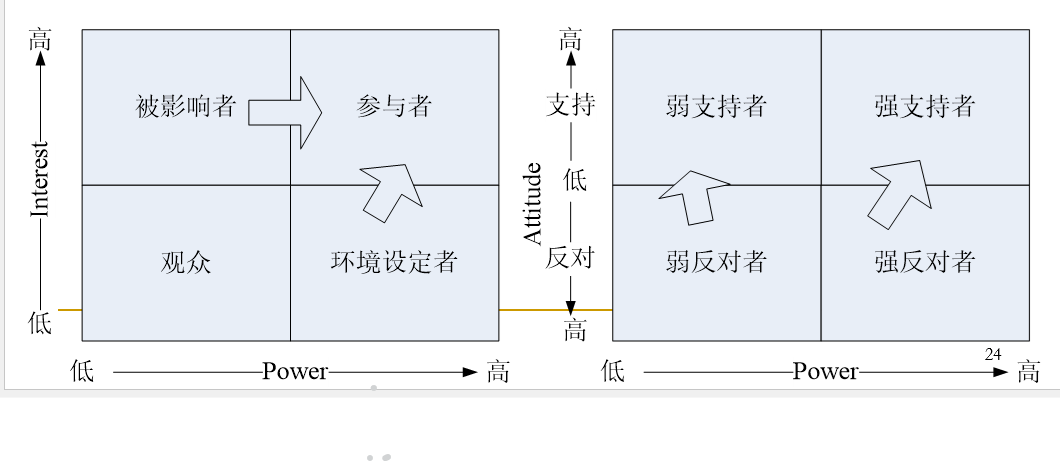 高
被影响者
参与者
Interest
观众
环境设定者
低
低
Power
高
高
支持
弱支持者
强支持者
低
Attitude
反对
弱反对者
强反对者
高
24
低
Power
高